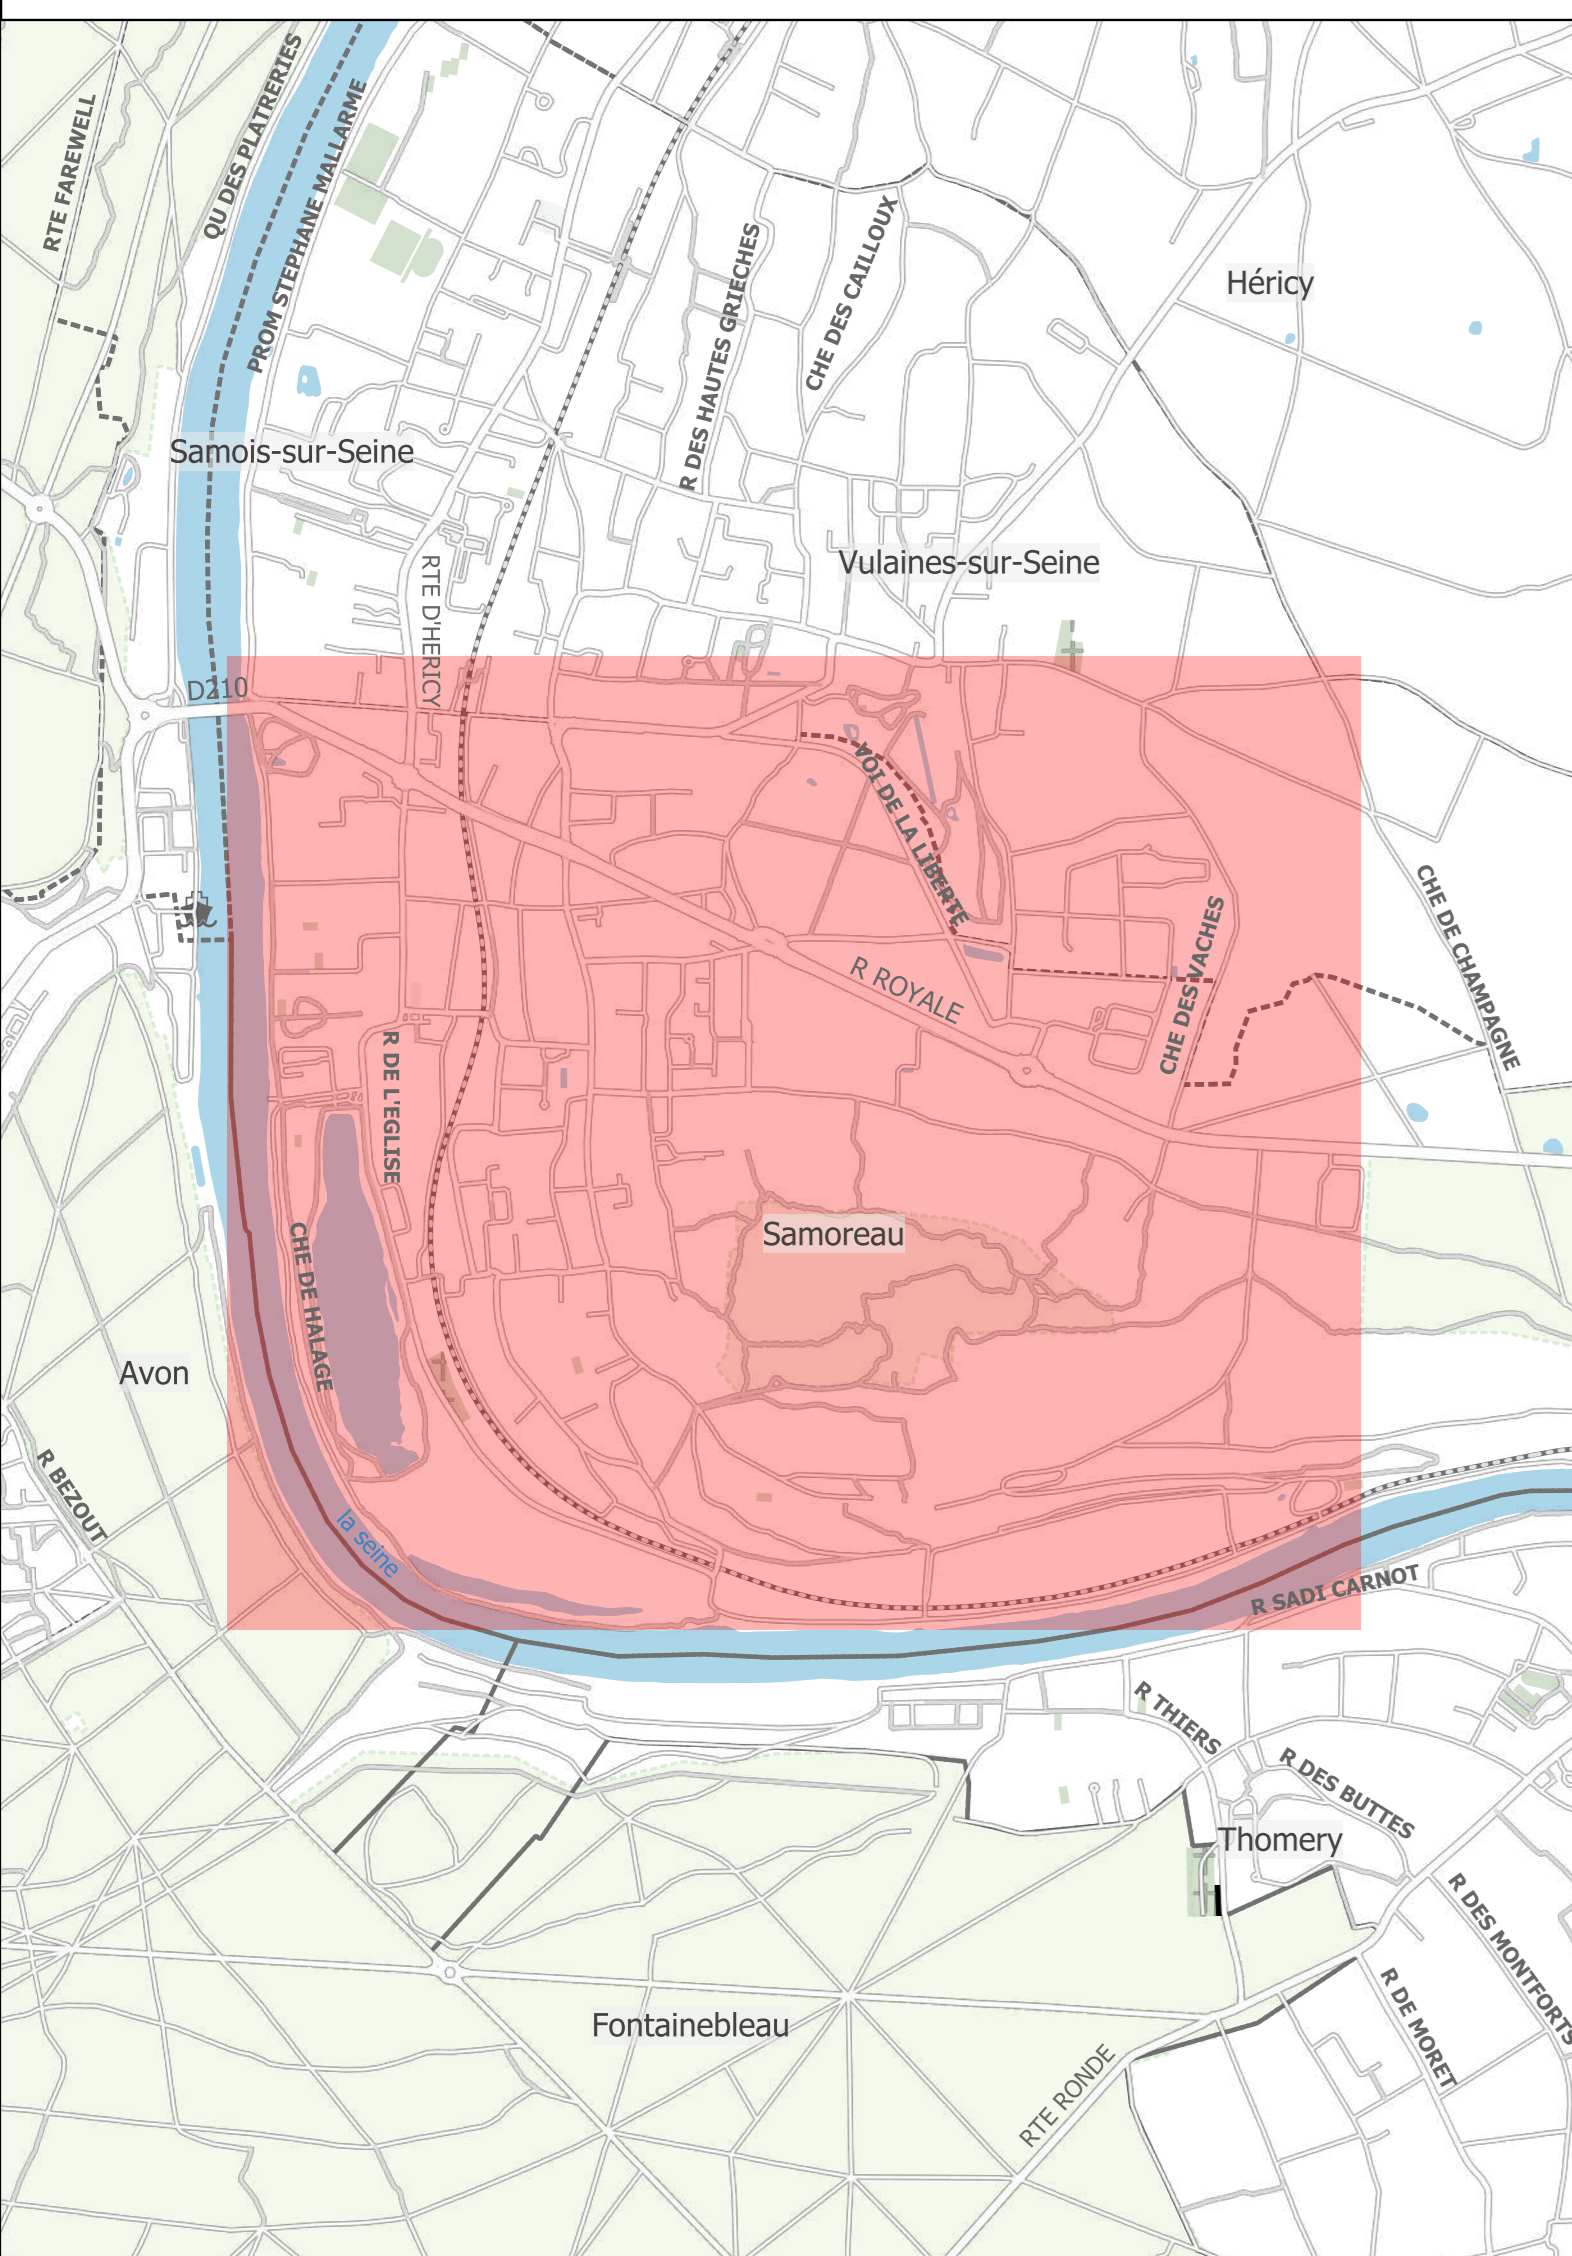 RTE FAREWELL
QU DES PLATRERIES
PROM STEPHANE MALLARME
R DES HAUTES GRIECHES
CHE DES CAILLOUX
Héricy
Samois-sur-Seine
RTE D'HERICY
Vulaines-sur-Seine
D210
VOI DE LA LIBERTE
CHE DES VACHES
CHE DE CHAMPAGNE
R ROYALE
R DE L'EGLISE
CHE DE HALAGE
Samoreau
Avon
R BEZOUT
la seine
R SADI CARNOT
R THIERS
R DES BUTTES
Thomery
R DES MONTFORTS
R DE MORET
Fontainebleau
RTE RONDE